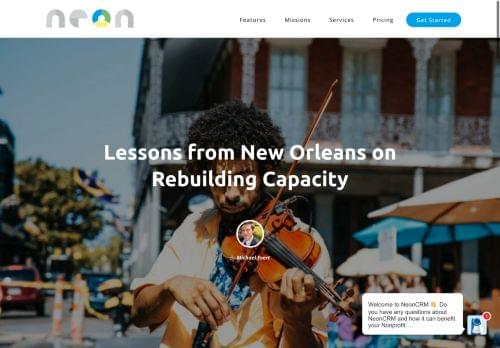 neon
Features
Missions
Services
Pricing
Get Started
Lessons from New Orleans on
Rebuilding Capacity
by Michael Evert
Welcome to NeonCRM 👋 Do
you have any questions about
NeonCRM and how it can benefit
your Nonprofit ...
1